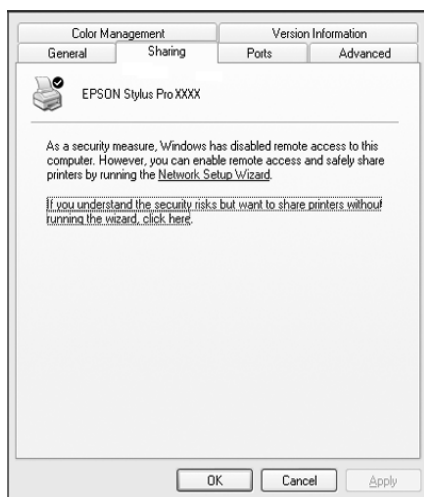 Color Management Version Information
General Sharing Ports Advanced
EPSON Stylus Pro XXXX
As a security measure, Windows has disabled remote access to this
computer. However, you can enable remote access and safely share
printers by running the Network Setup Wizard.
If you understand the security risks but want to share printers without
running the wizard, click here.
OK Cancel Apply